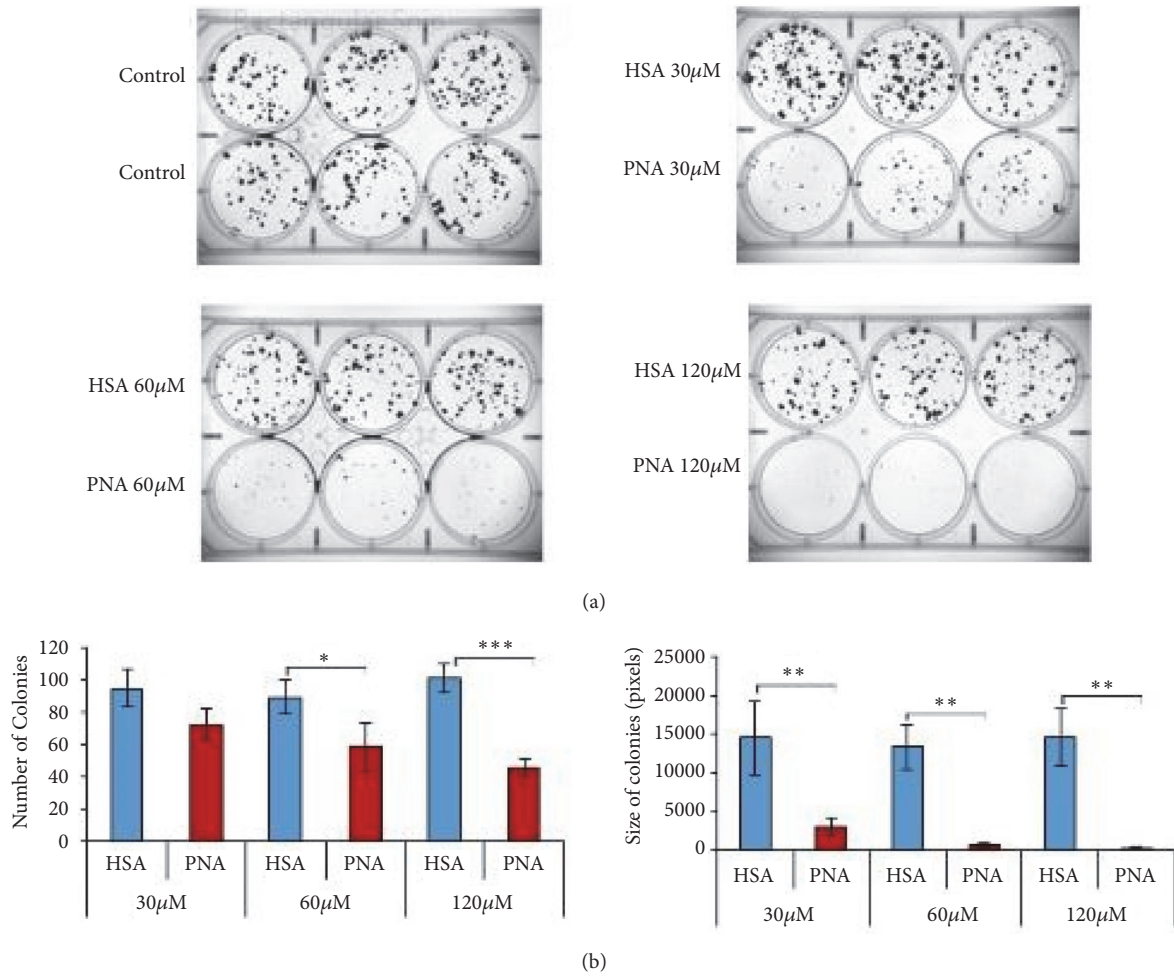 Control
Control
HSA 30µM
PNA 30µM
HSA 60µM
PNA 60µM
HSA 120µM
PNA 120µM
(a)
Number of Colonies
120
100
80
60
40
20
0
*
***
HSA PNA HSA PNA HSA PNA
30µM 60µM 120µM
Size of colonies (pixels)
25000
20000
15000
10000
5000
0
**
**
**
HSA PNA HSA PNA HSA PNA
30µM 60µM 120µM
(b)